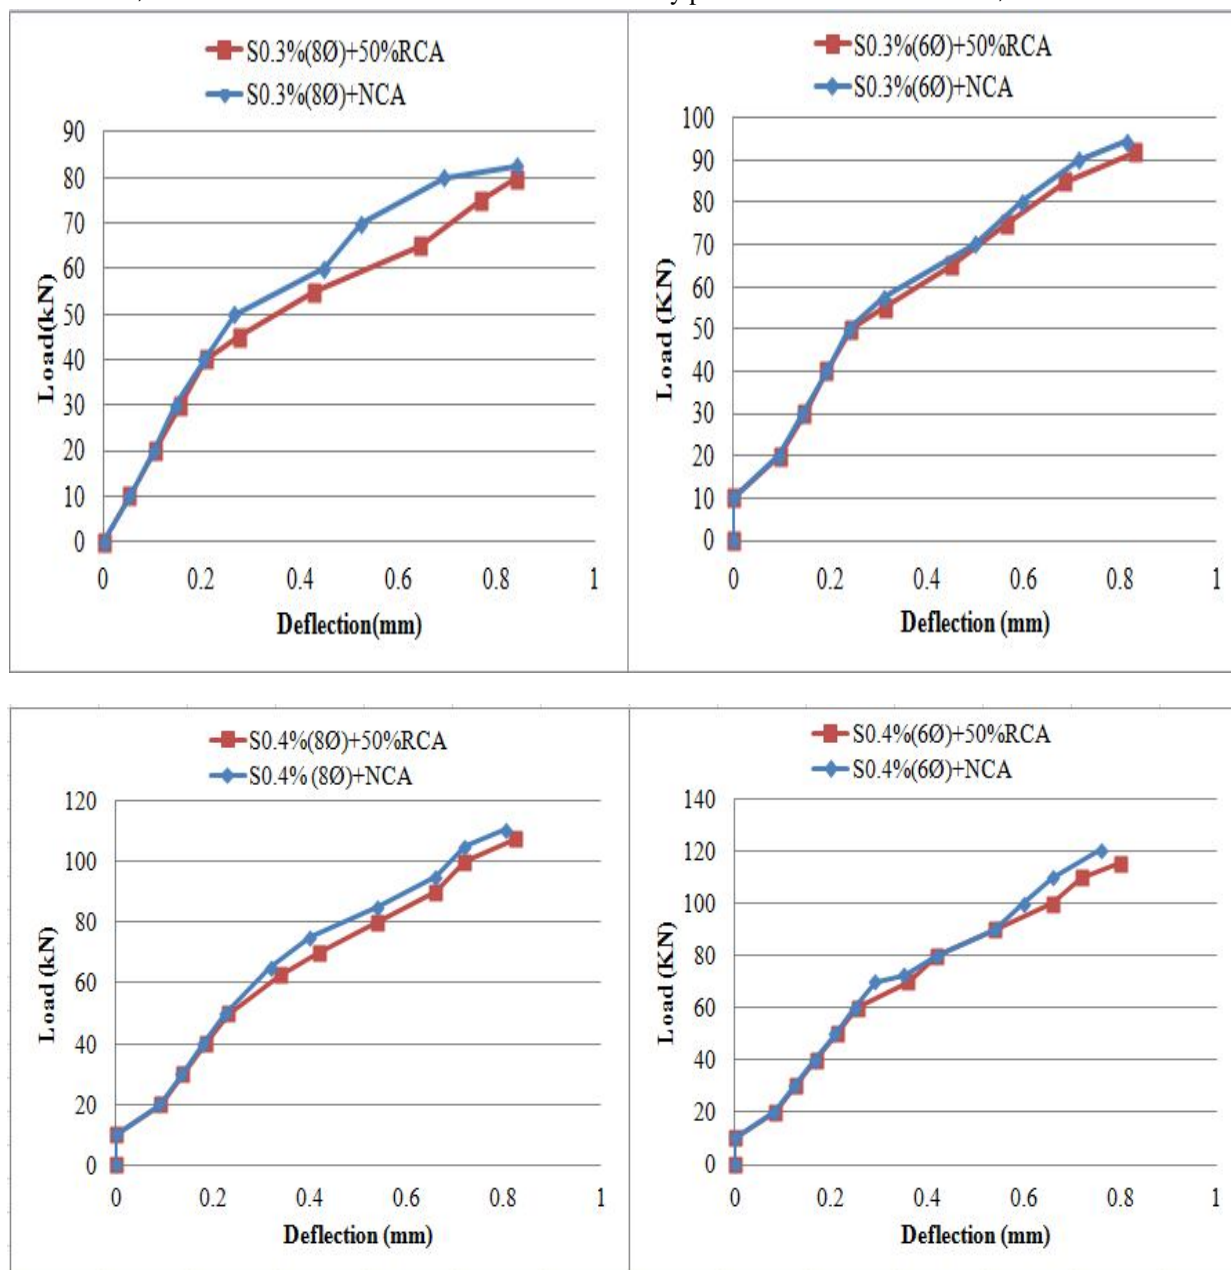 S0.3%(8Ø)+50%RCA
S0.3%(8Ø)+NCA
90
80
70
60
50
40
30
20
10
0
Load(kN)
0 0.2 0.4 0.6 0.8 1
Deflection(mm)
S0.3%(6Ø)+50%RCA
S0.3%(6Ø)+NCA
100
90
80
70
60
50
40
30
20
10
0
Load (KN)
0 0.2 0.4 0.6 0.8 1
Deflection (mm)
S0.4%(8Ø)+50%RCA
S0.4% (8Ø)+NCA
120
100
80
60
40
20
0
Load (kN)
0 0.2 0.4 0.6 0.8 1
Deflection (mm)
S0.4%(6Ø)+50%RCA
S0.4%(6Ø)+NCA
140
120
100
80
60
40
20
0
Load (KN)
0 0.2 0.4 0.6 0.8 1
Deflection (mm)